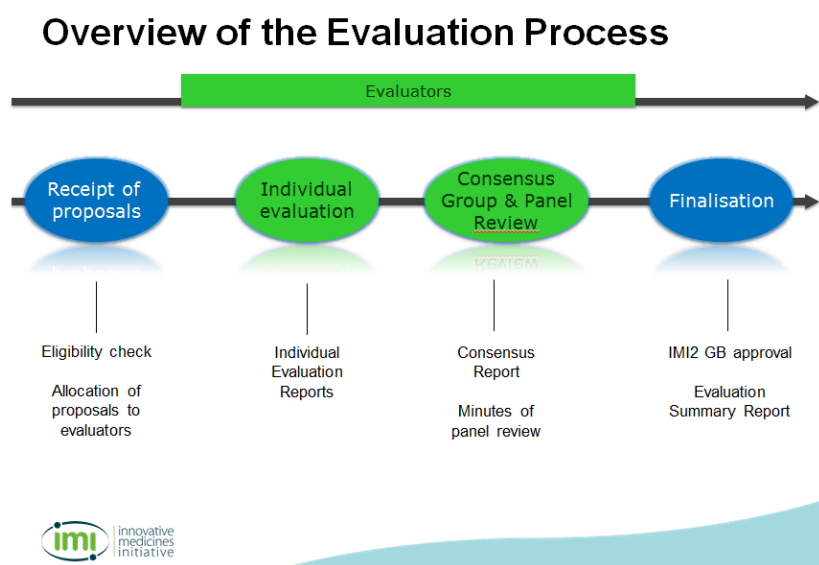 Overview of the Evaluation Process
Evaluators
Receipt of
proposals
Individual
evaluation
Consensus
Group & Panel
Review
Finalisation
Eligibility check
Allocation of
proposals to
evaluators
Individual
Evaluation
Reports
Consensus
Report
Minutes of
panel review
IMI2 GB approval
Evaluation
Summary Report
imi
innovative
medicines
initiative